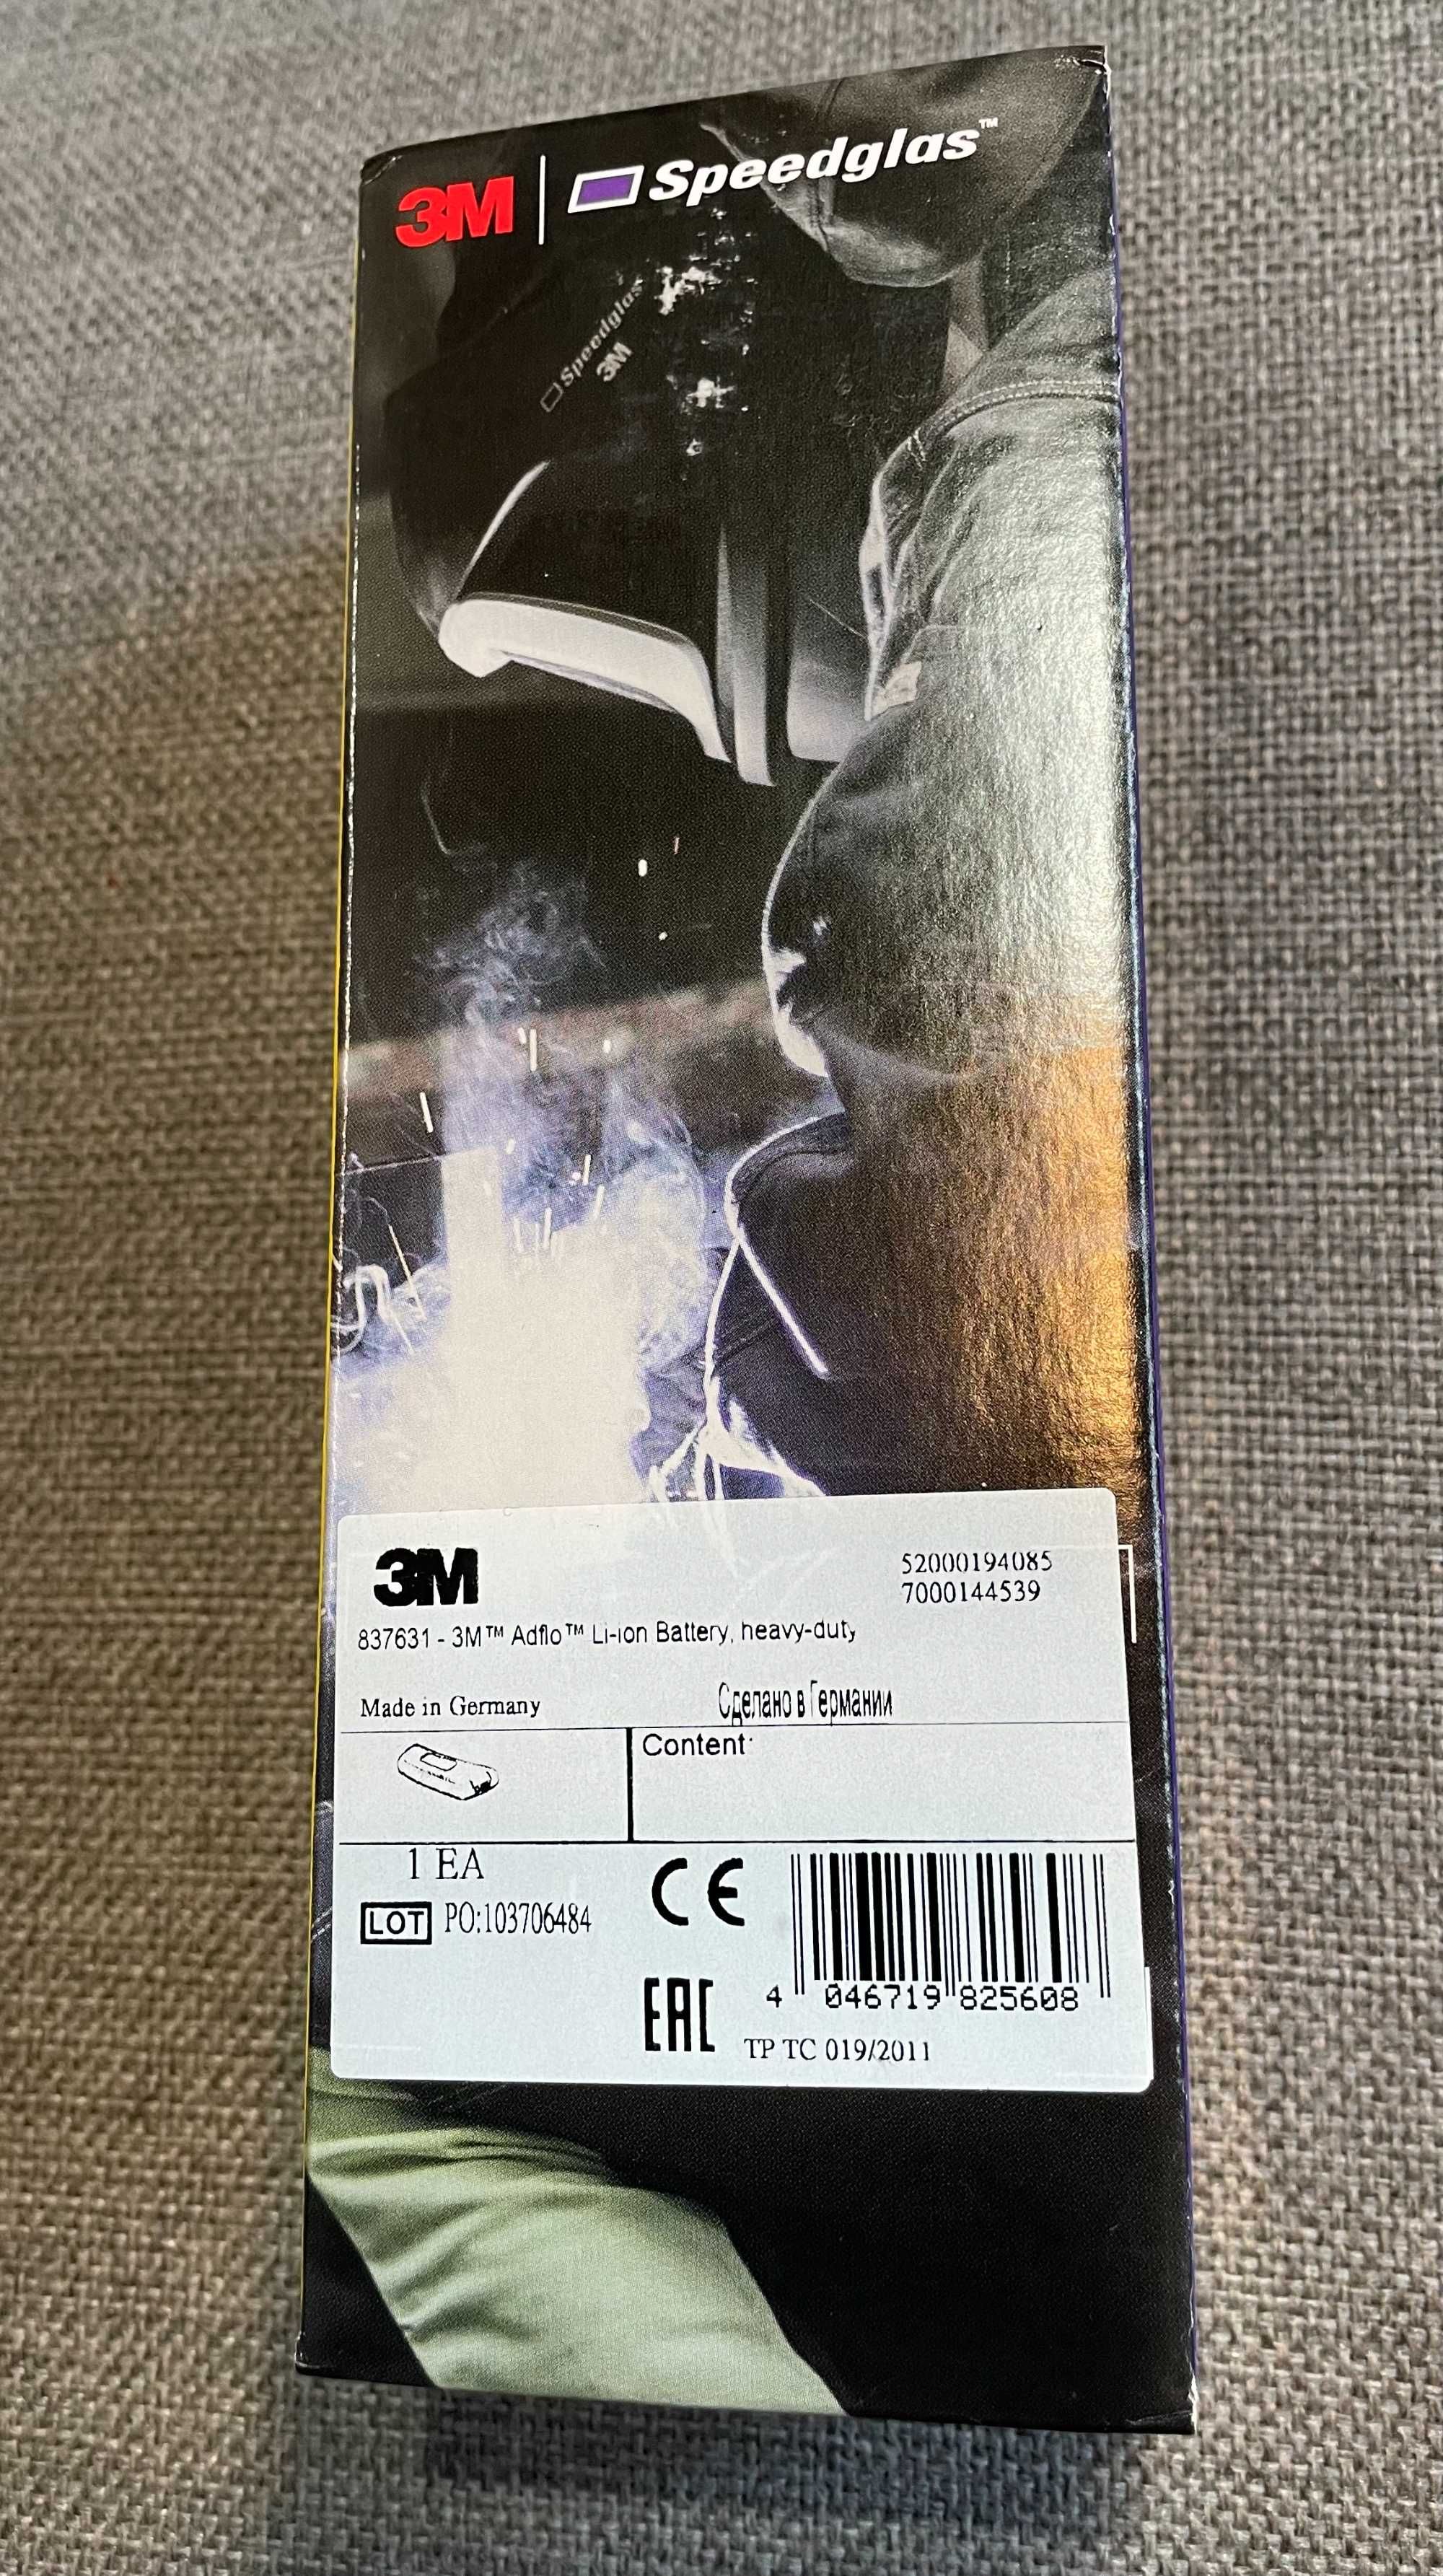 3M Speedglas™
Speedglas
3M
3M
52000194085
7000144539
837631 - 3M™ Adflo™ Li-ion Battery, heavy-duty
Made in Germany
Сделано в Германии
Content:
1 EA
LOT PO:103706484
CE
4 046719 825608
EAC
TP TC 019/2011